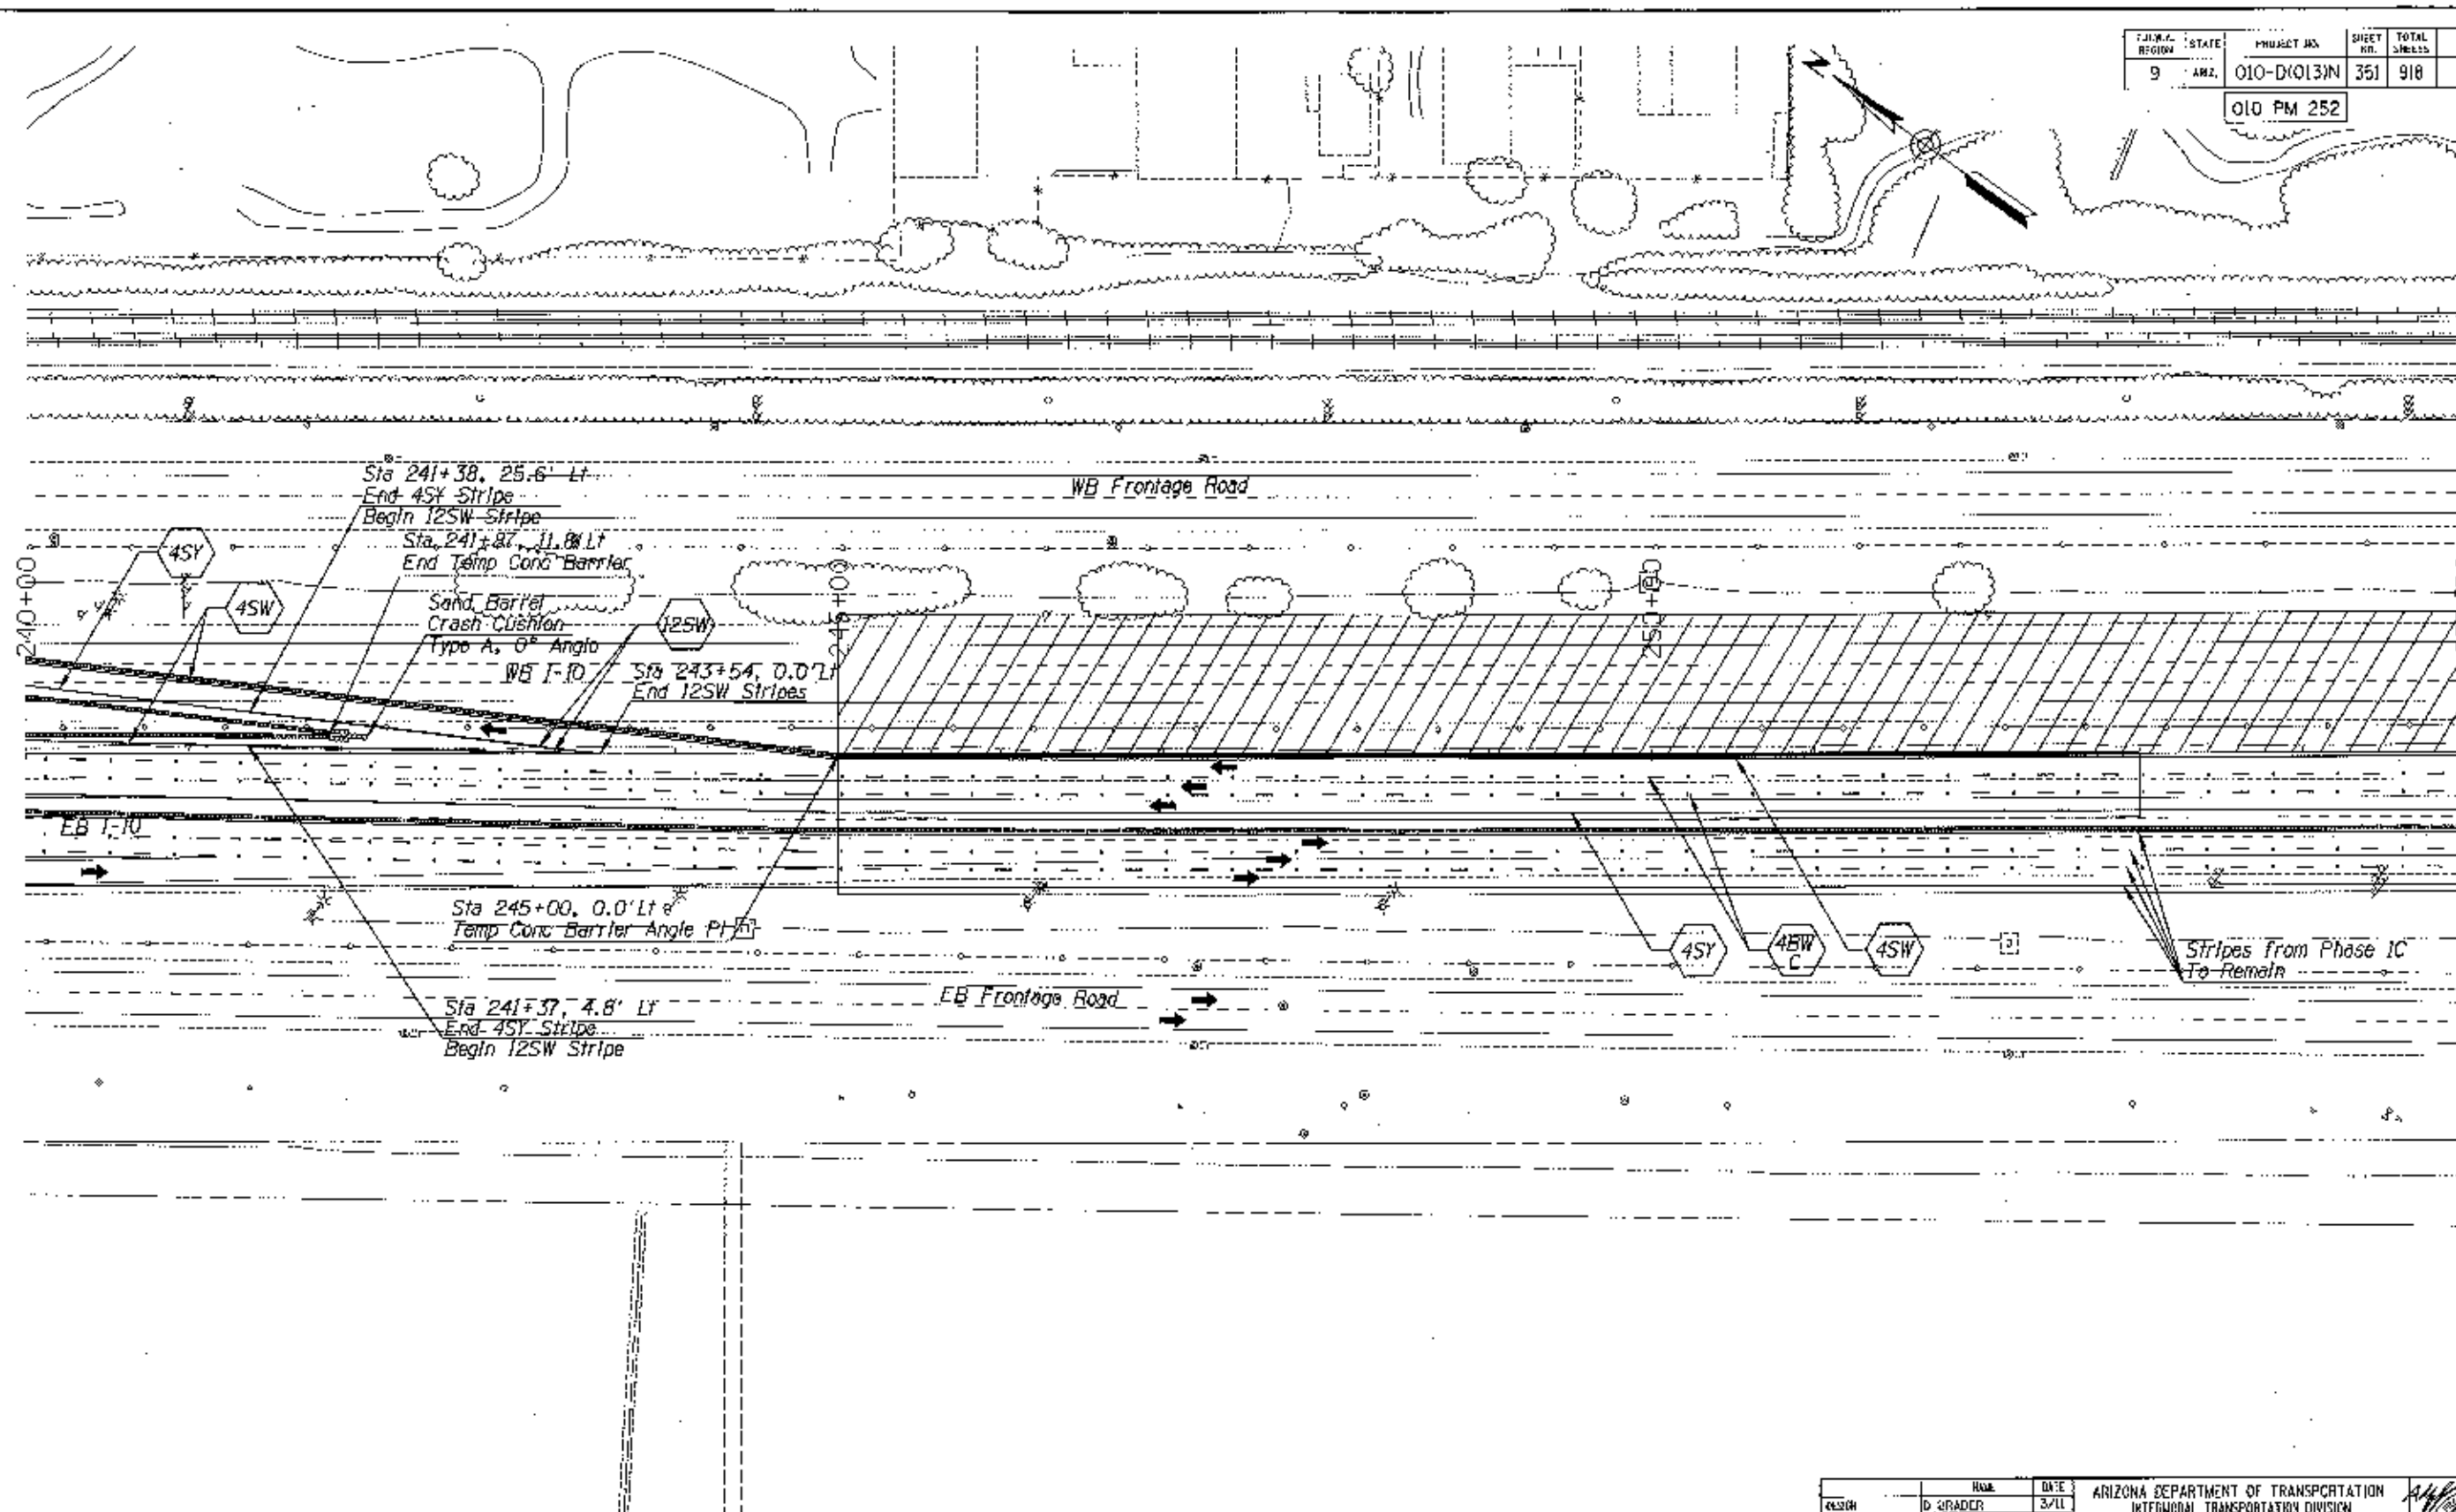 F.H.W.A. REGION STATE PROJECT NO. SHEET NO. TOTAL SHEETS
9 ARIZ. 010-D(013)N 351 918
010 PM 252
N
Sta 241+38, 25.6' Lt
End 4SY Stripe
Begin 12SW Stripe
WB Frontage Road
Sta 241+87, 11.8' Lt
End Temp Conc Barrier
4SY
240+00
4SW
Sand Barrel
Crash Cushion
Type A, 0° Angle
12SW
245+00
250+00
WB I-10
Sta 243+54, 0.0' Lt
End 12SW Stripes
EB I-10
Sta 245+00, 0.0' Lt
Temp Conc Barrier Angle PI
4SY
4BW
C
4SW
Stripes from Phase 1C
To Remain
EB Frontage Road
Sta 241+37, 4.8' Lt
End 4SY Stripe
Begin 12SW Stripe
NAME DATE
DESIGN D GRADER 3/11
ARIZONA DEPARTMENT OF TRANSPORTATION
INTERMODAL TRANSPORTATION DIVISION